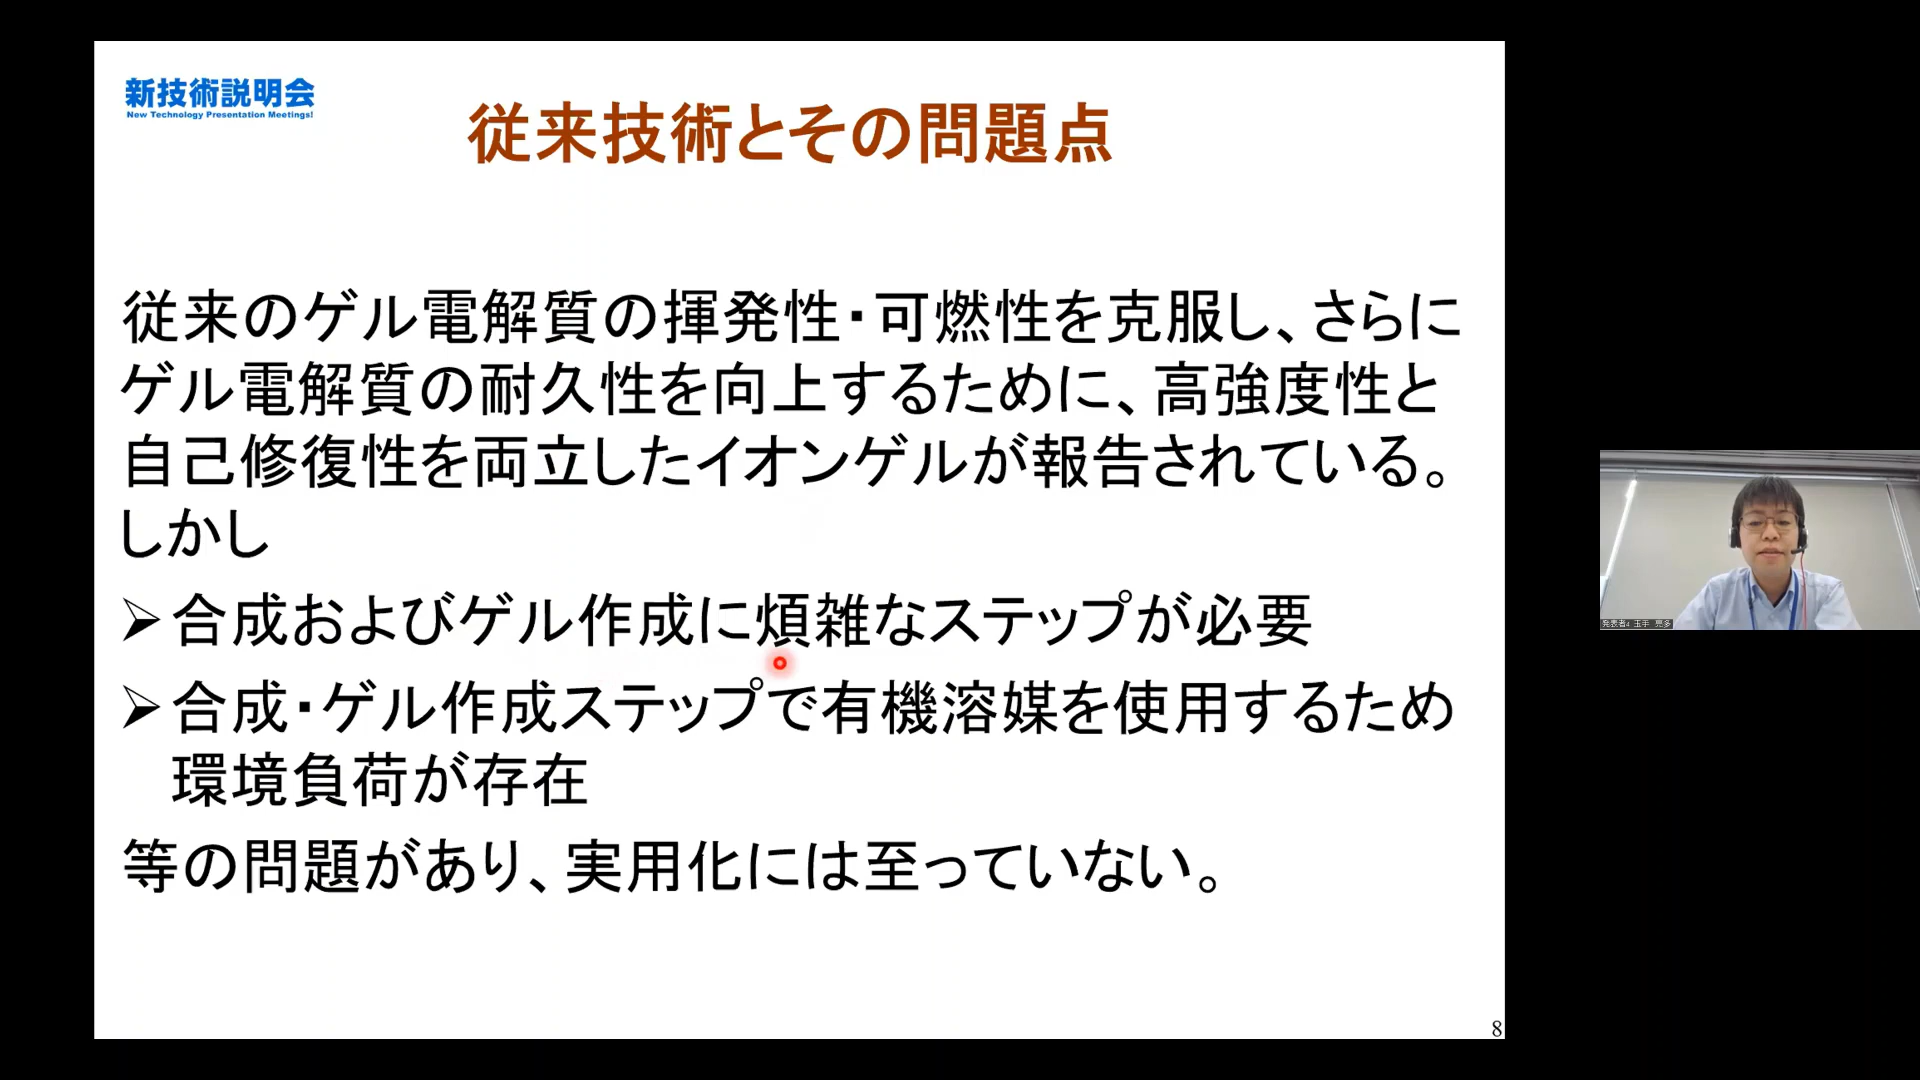 新技術説明会
New Technology Presentation Meetings!
従来技術とその問題点
従来のゲル電解質の揮発性・可燃性を克服し、さらに
ゲル電解質の耐久性を向上するために、高強度性と
自己修復性を両立したイオンゲルが報告されている。
しかし
➢合成およびゲル作成に煩雑なステップが必要
➢合成・ゲル作成ステップで有機溶媒を使用するため
環境負荷が存在
等の問題があり、実用化には至っていない。
8
発表者4 玉手 亮多